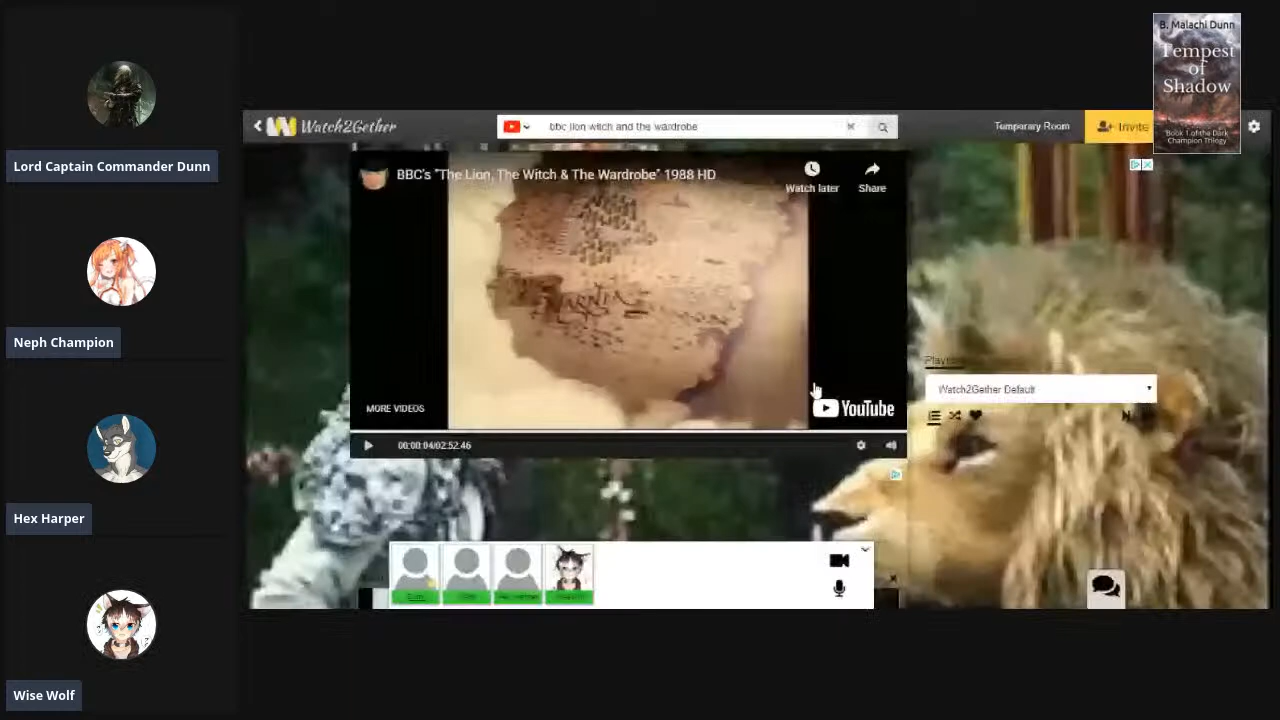 B. Malachi Dunn
Tempest
of
Shadow
Book 1 of the Dark
Champion Trilogy
Lord Captain Commander Dunn
Neph Champion
Hex Harper
Wise Wolf
Watch2Gether
bbc lion witch and the wardrobe
Temporary Room
Invite
BBC's "The Lion, The Witch & The Wardrobe" 1988 HD
Watch later
Share
NARNIA
MORE VIDEOS
YouTube
00:00:04/02:52:46
Watch2Gether Default